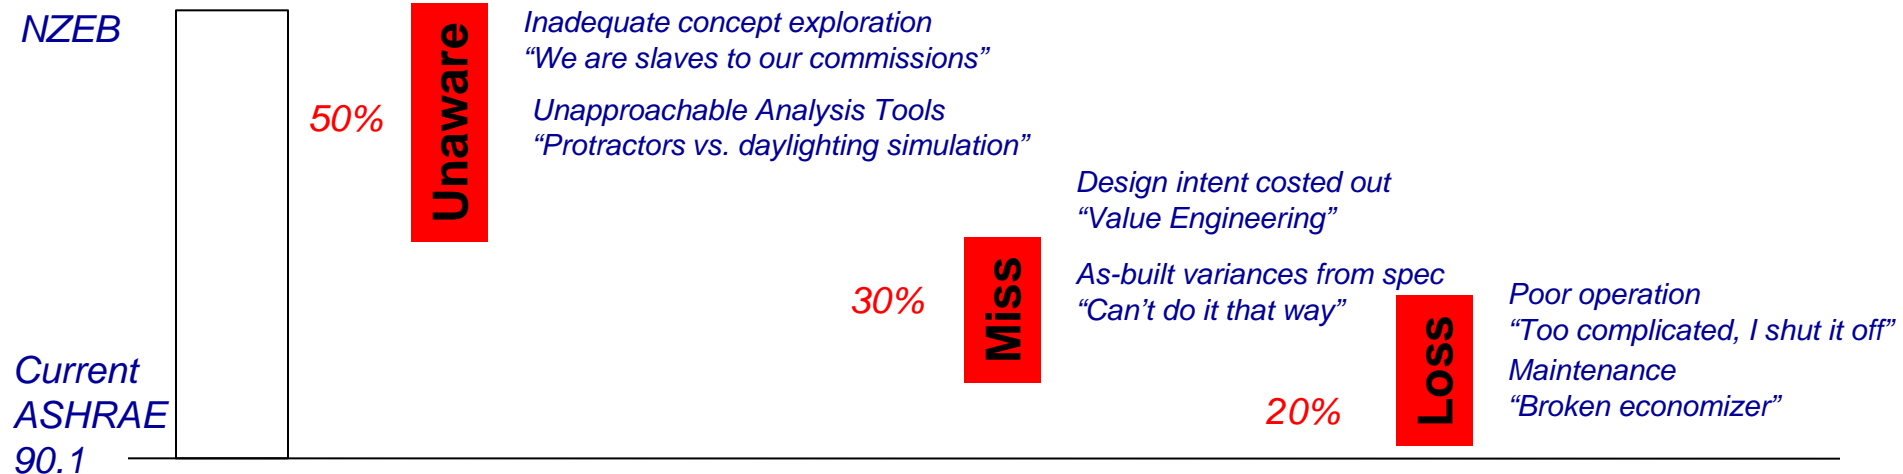 NZEB
Current
ASHRAE
90.1
50%
Unaware
Inadequate concept exploration
“We are slaves to our commissions”
Unapproachable Analysis Tools
“Protractors vs. daylighting simulation”
30%
Miss
Design intent costed out
“Value Engineering”
As-built variances from spec
“Can’t do it that way”
20%
Loss
Poor operation
“Too complicated, I shut it off”
Maintenance
“Broken economizer”